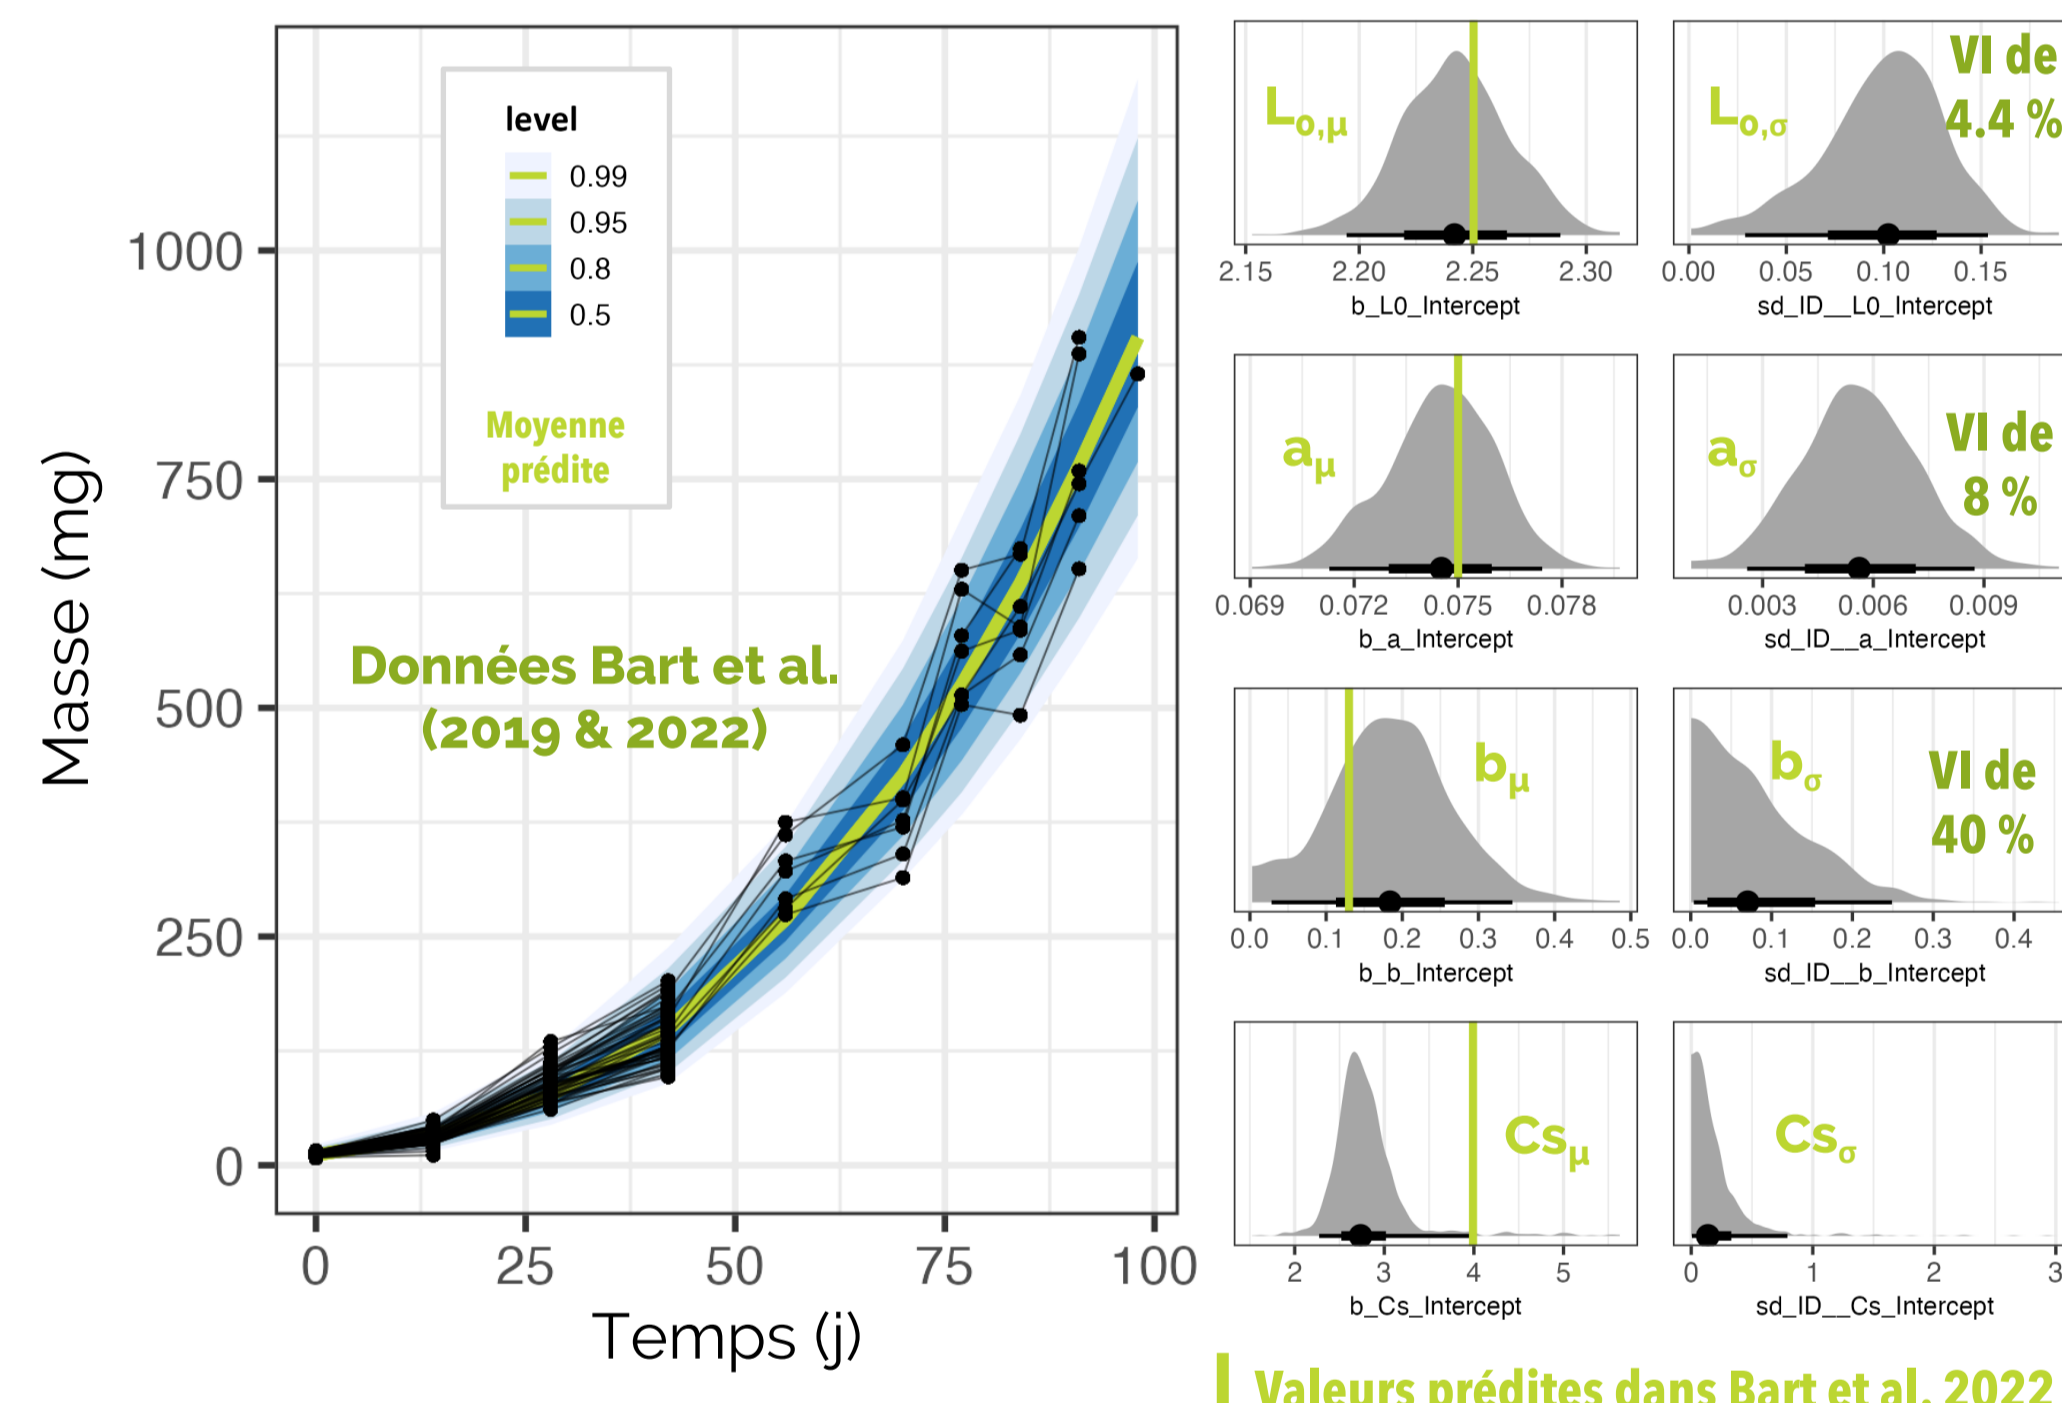 Masse (mg)
1000
750
500
250
0
0 25 50 75 100
Temps (j)
level
0.99
0.95
0.8
0.5
Moyenne
prédite
Données Bart et al.
(2019 & 2022)
Lo,μ
2.15 2.20 2.25 2.30
b_L0_Intercept
Lo,σ
VI de
4.4 %
0.00 0.05 0.10 0.15
sd_ID__L0_Intercept
aμ
0.069 0.072 0.075 0.078
b_a_Intercept
aσ
VI de
8 %
0.003 0.006 0.009
sd_ID__a_Intercept
bμ
0.0 0.1 0.2 0.3 0.4 0.5
b_b_Intercept
bσ
VI de
40 %
0.0 0.1 0.2 0.3 0.4
sd_ID__b_Intercept
Csμ
2 3 4 5
b_Cs_Intercept
Csσ
0 1 2 3
sd_ID__Cs_Intercept
Valeurs prédites dans Bart et al. 2022